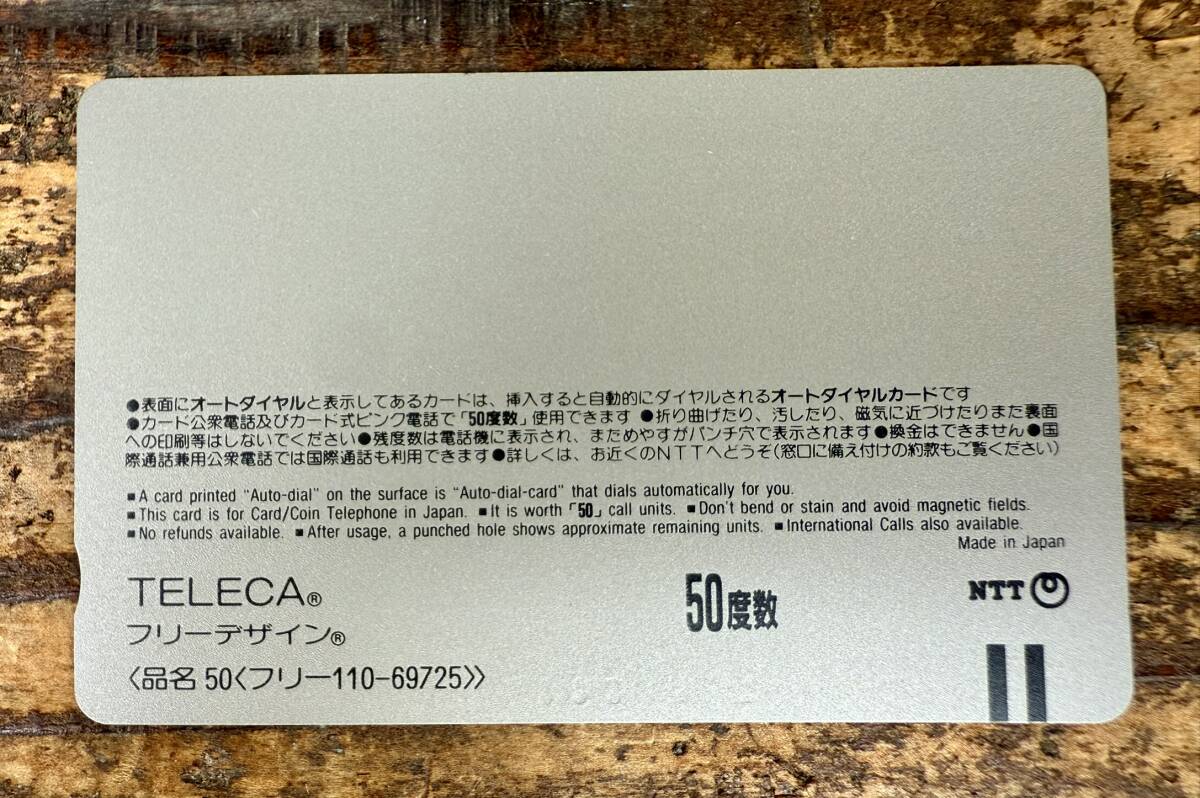 ●表面にオートダイヤルと表示してあるカードは、挿入すると自動的にダイヤルされるオートダイヤルカードです
●カード公衆電話及びカード式ピンク電話で「50度数」使用できます ●折り曲げたり、汚したり、磁気に近づけたりまた裏面
への印刷等はしないでください●残度数は電話機に表示され、まためやすがパンチ穴で表示されます●換金はできません●国
際通話兼用公衆電話では国際通話も利用できます●詳しくは、お近くのNTTへどうぞ(窓口に備え付けの約款もご覧ください)
■A card printed "Auto-dial" on the surface is "Auto-dial-card" that dials automatically for you.
■This card is for Card/Coin Telephone in Japan. ■It is worth「50」call units. ■Don't bend or stain and avoid magnetic fields.
■No refunds available. ■After usage, a punched hole shows approximate remaining units. ■International Calls also available.
Made in Japan
TELECA®
50度数
NTT
フリーデザイン®
〈品名 50〈フリー110-69725〉〉